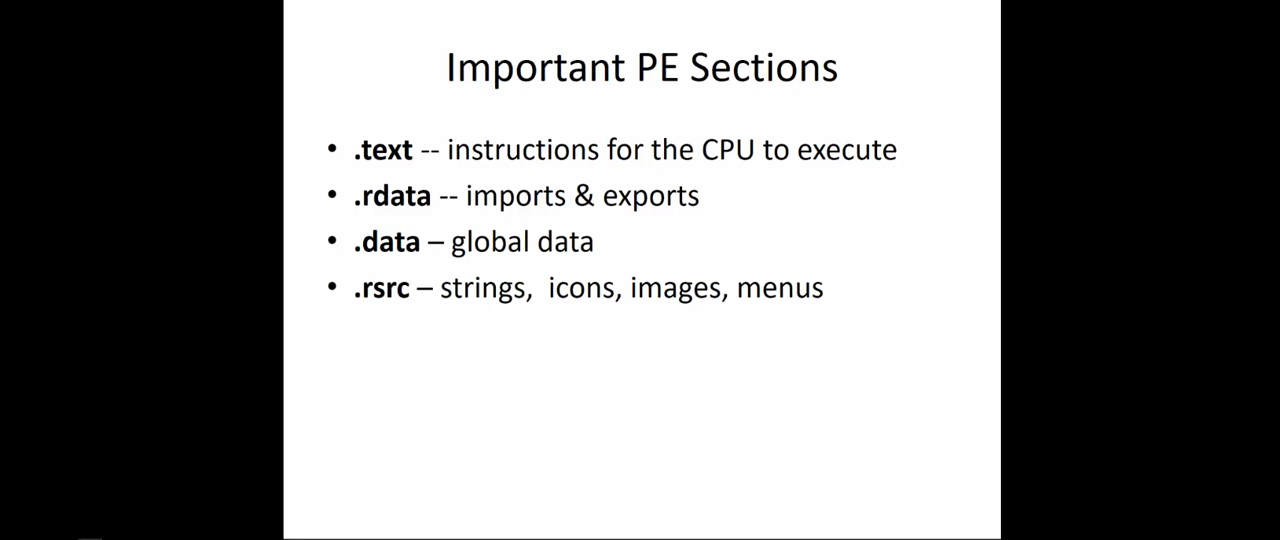 Important PE Sections
• .text -- instructions for the CPU to execute
• .rdata -- imports & exports
• .data – global data
• .rsrc – strings,  icons, images, menus